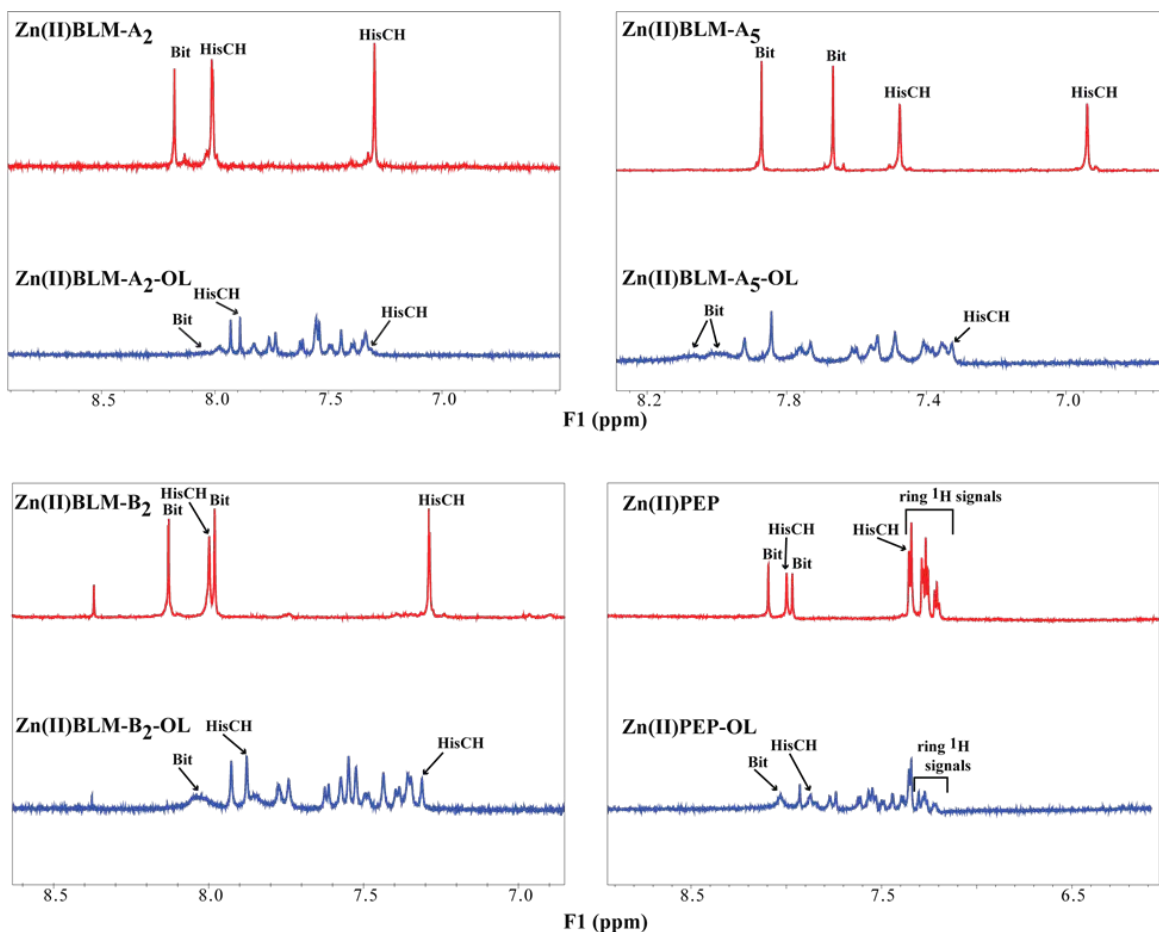 Zn(II)BLM-A2
Bit
HisCH
HisCH
Zn(II)BLM-A2-OL
HisCH
Bit
HisCH
8.5 8.0 7.5 7.0
Zn(II)BLM-A5
Bit
Bit
HisCH
HisCH
Zn(II)BLM-A5-OL
Bit
HisCH
8.2 7.8 7.4 7.0
F1 (ppm)
Zn(II)BLM-B2
HisCH
Bit
Bit
HisCH
Zn(II)BLM-B2-OL
HisCH
Bit
HisCH
8.5 8.0 7.5 7.0
Zn(II)PEP
ring 1H signals
HisCH
HisCH
Bit
Bit
Zn(II)PEP-OL
HisCH
Bit
ring 1H
signals
8.5 8.0 7.5 6.5
F1 (ppm)